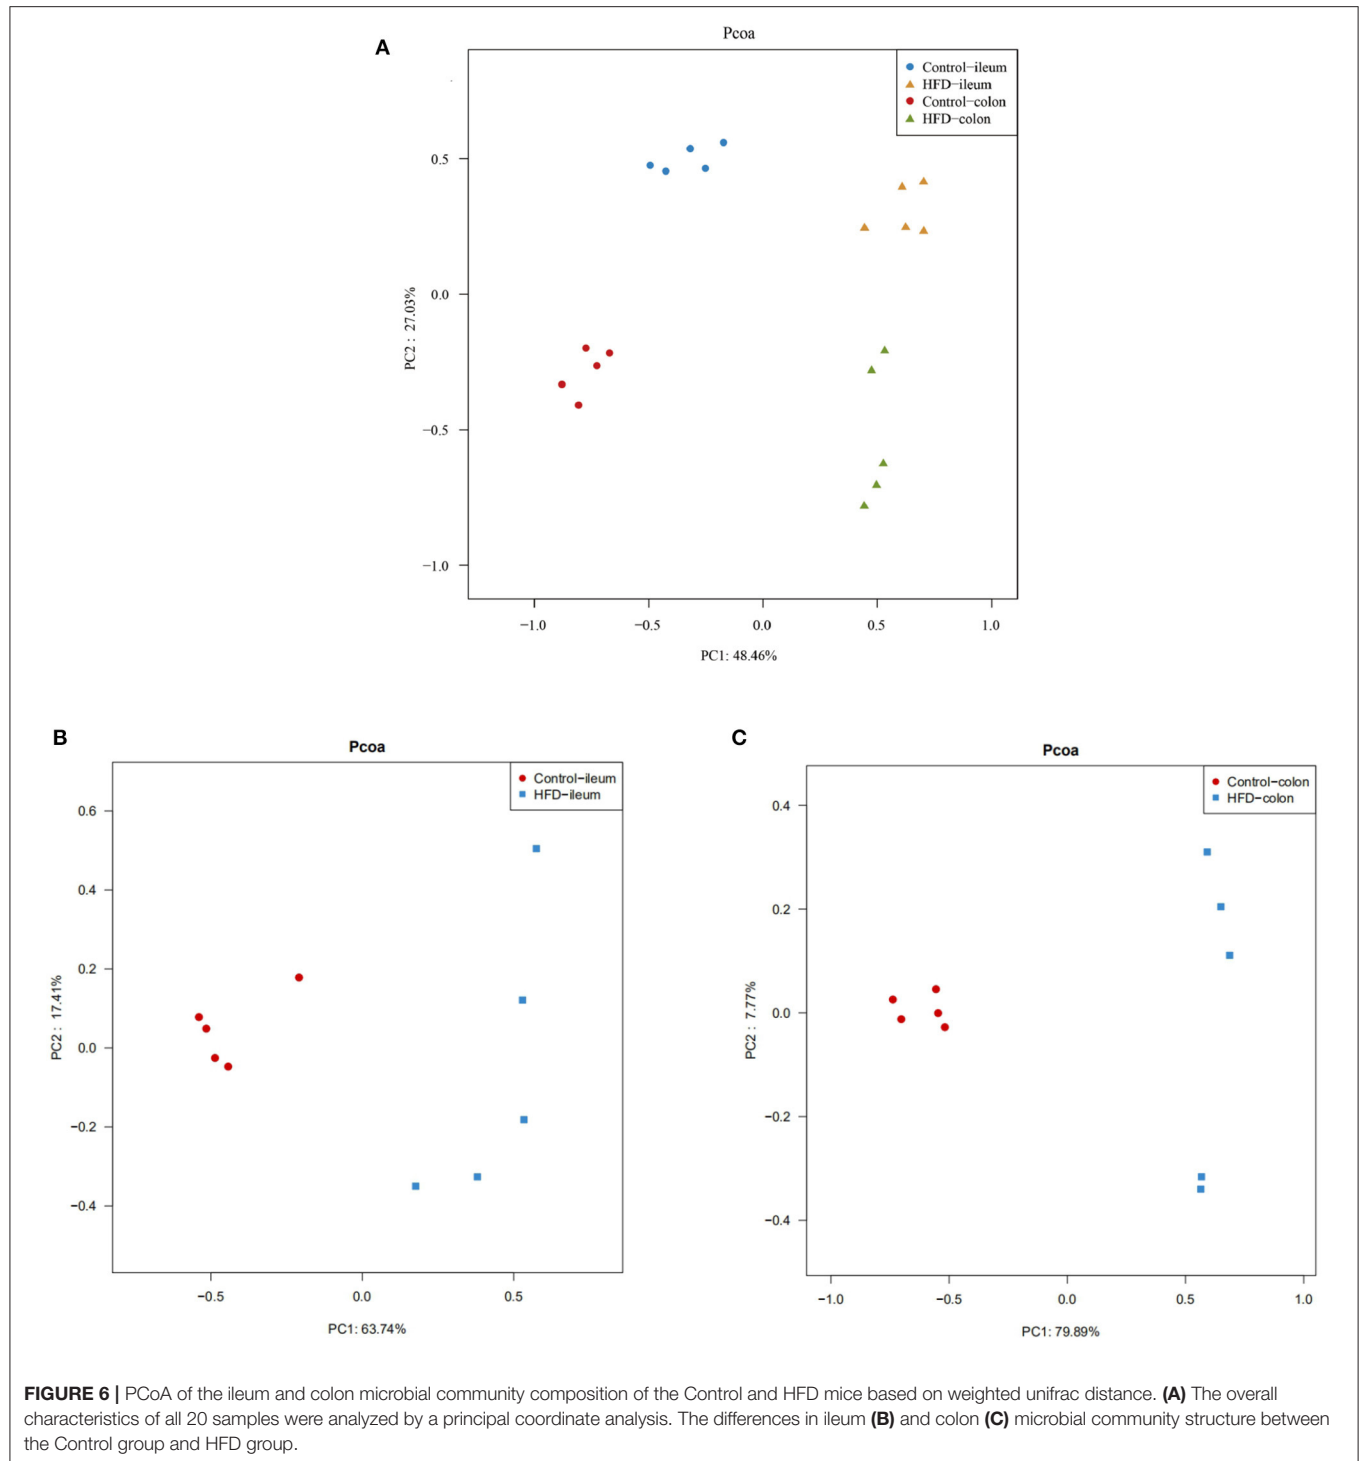 A
Pcoa
Control−ileum
HFD−ileum
Control−colon
HFD−colon
0.5
0.0
−0.5
−1.0
PC2 : 27.03%
−1.0 −0.5 0.0 0.5 1.0
PC1: 48.46%
B
Pcoa
Control−ileum
HFD−ileum
0.6
0.4
0.2
0.0
−0.2
−0.4
PC2 : 17.41%
−0.5 0.0 0.5
PC1: 63.74%
C
Pcoa
Control−colon
HFD−colon
0.4
0.2
0.0
−0.2
−0.4
PC2 : 7.77%
−1.0 −0.5 0.0 0.5 1.0
PC1: 79.89%
FIGURE 6 | PCoA of the ileum and colon microbial community composition of the Control and HFD mice based on weighted unifrac distance. (A) The overall
characteristics of all 20 samples were analyzed by a principal coordinate analysis. The differences in ileum (B) and colon (C) microbial community structure between
the Control group and HFD group.